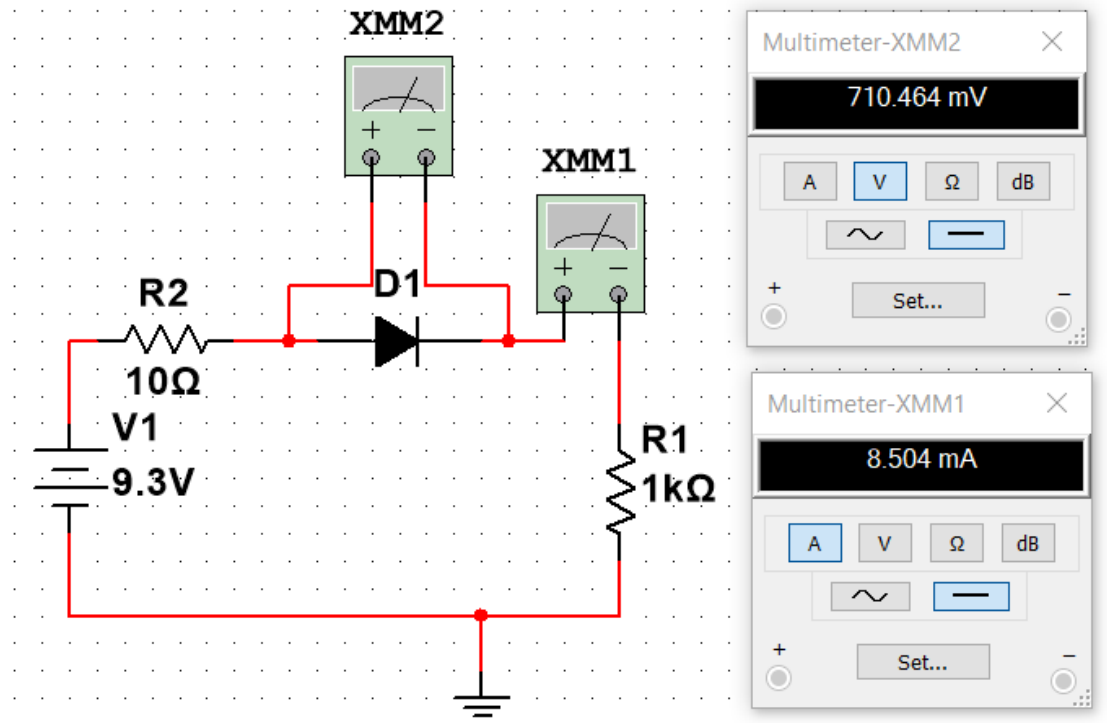 XMM2
XMM1
D1
R2
10Ω
V1
9.3V
R1
1kΩ
+ −
+ −
Multimeter-XMM2
710.464 mV
A V Ω dB
+ Set... −
Multimeter-XMM1
8.504 mA
A V Ω dB
+ Set... −